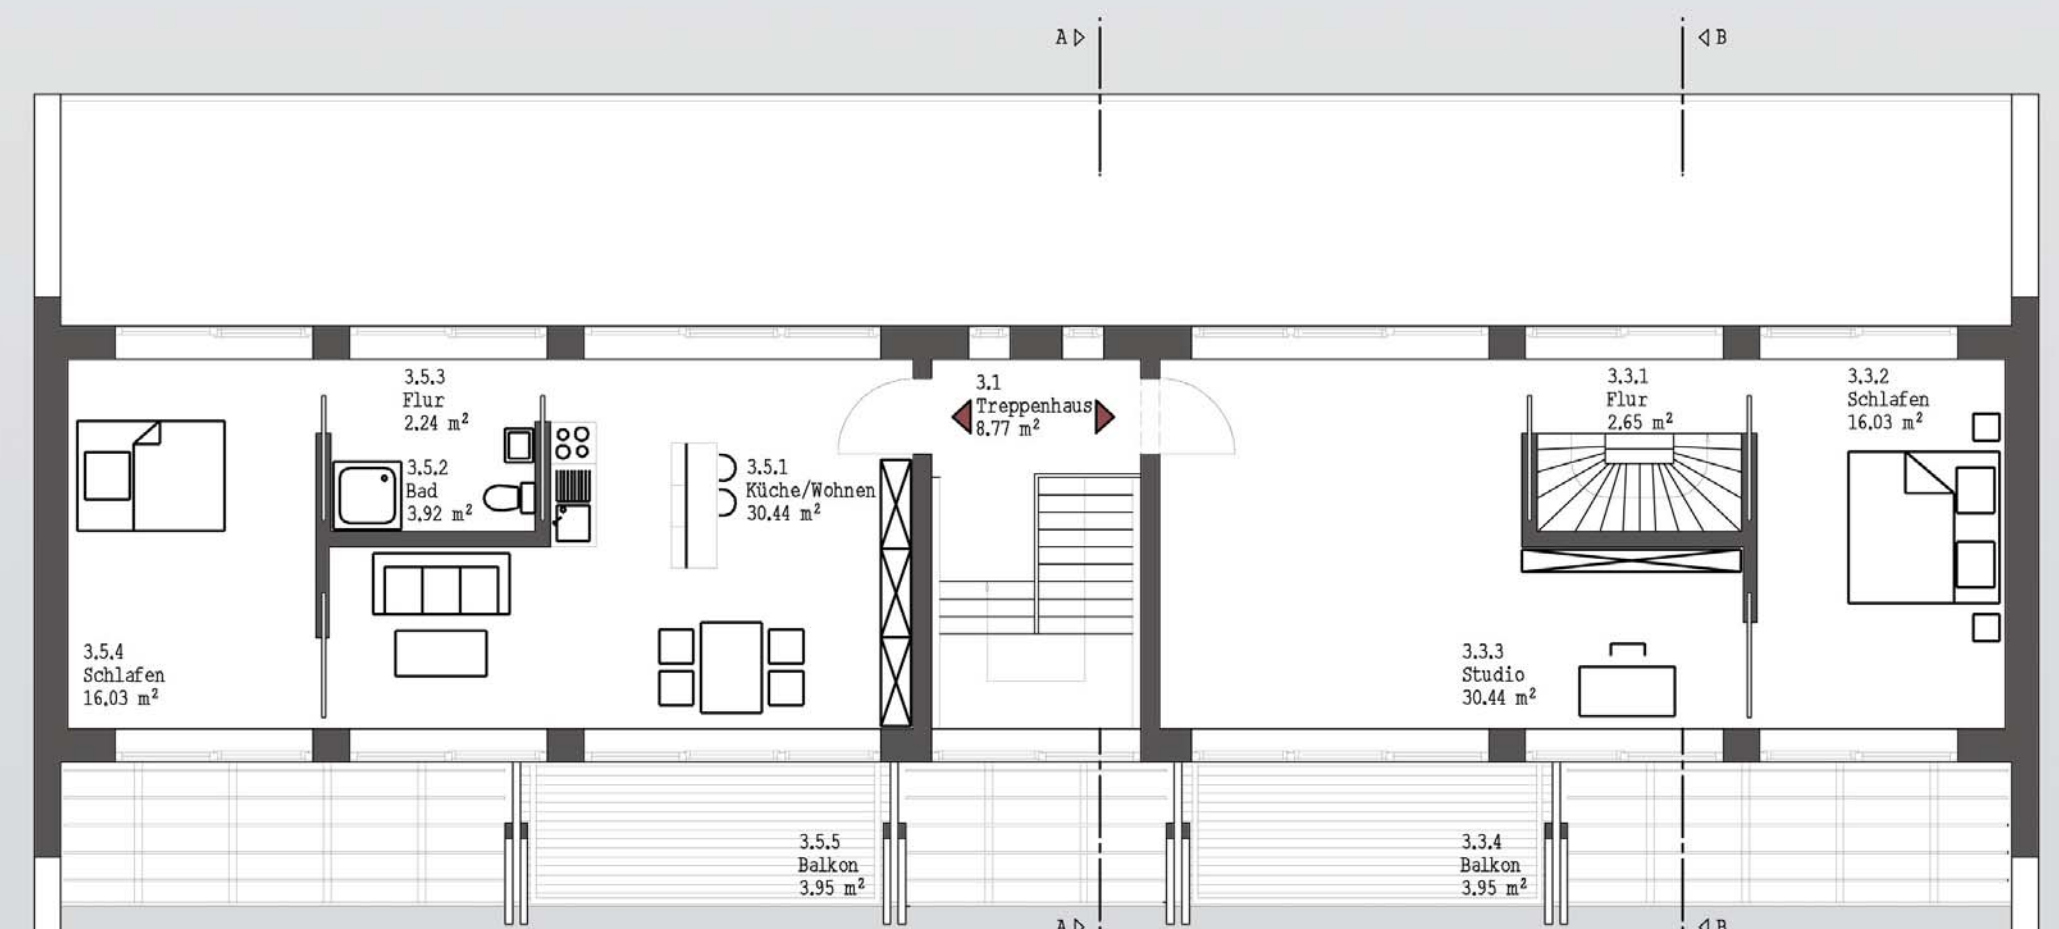 A
B
3.5.3
Flur
2.24 m²
3.1
Treppenhaus
8.77 m²
3.3.1
Flur
2.65 m²
3.3.2
Schlafen
16.03 m²
3.5.2
Bad
3.92 m²
3.5.1
Küche/Wohnen
30.44 m²
3.5.4
Schlafen
16.03 m²
3.3.3
Studio
30.44 m²
3.5.5
Balkon
3.95 m²
3.3.4
Balkon
3.95 m²
A
B